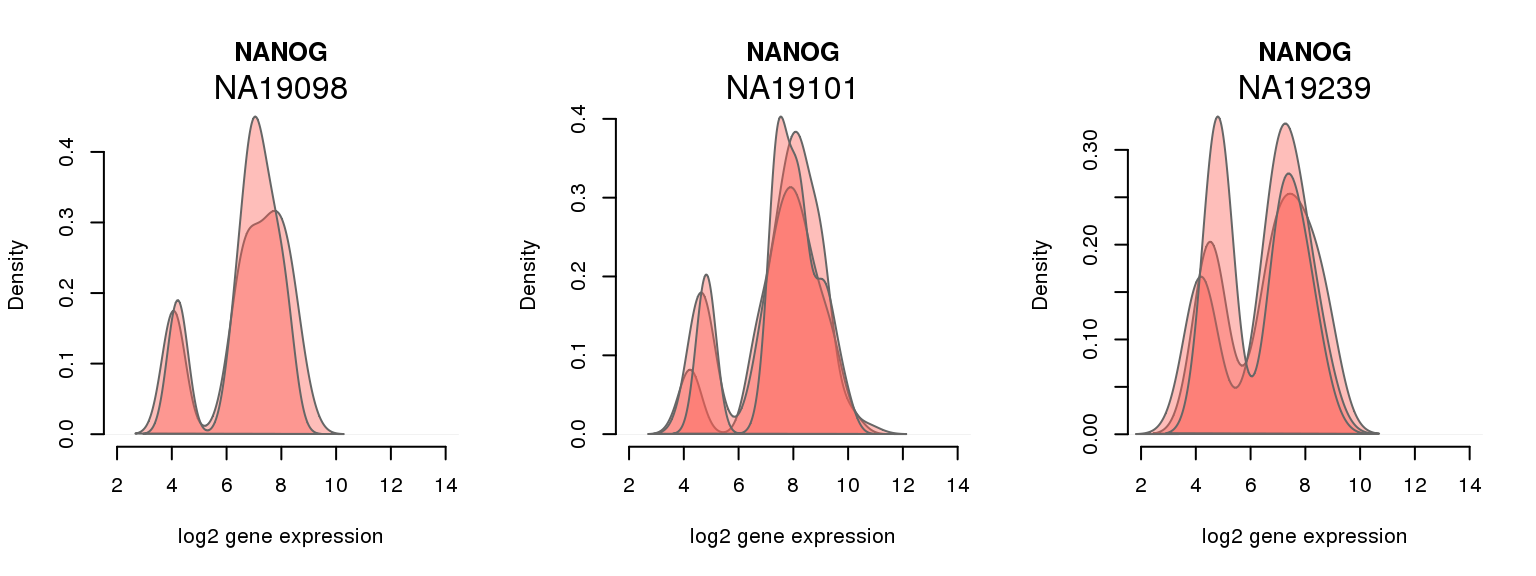 NANOG
NA19098
Density
0.4
0.3
0.2
0.1
0.0
2 4 6 8 10 12 14
log2 gene expression
NANOG
NA19101
Density
0.4
0.3
0.2
0.1
0.0
2 4 6 8 10 12 14
log2 gene expression
NANOG
NA19239
Density
0.30
0.20
0.10
0.00
2 4 6 8 10 12 14
log2 gene expression